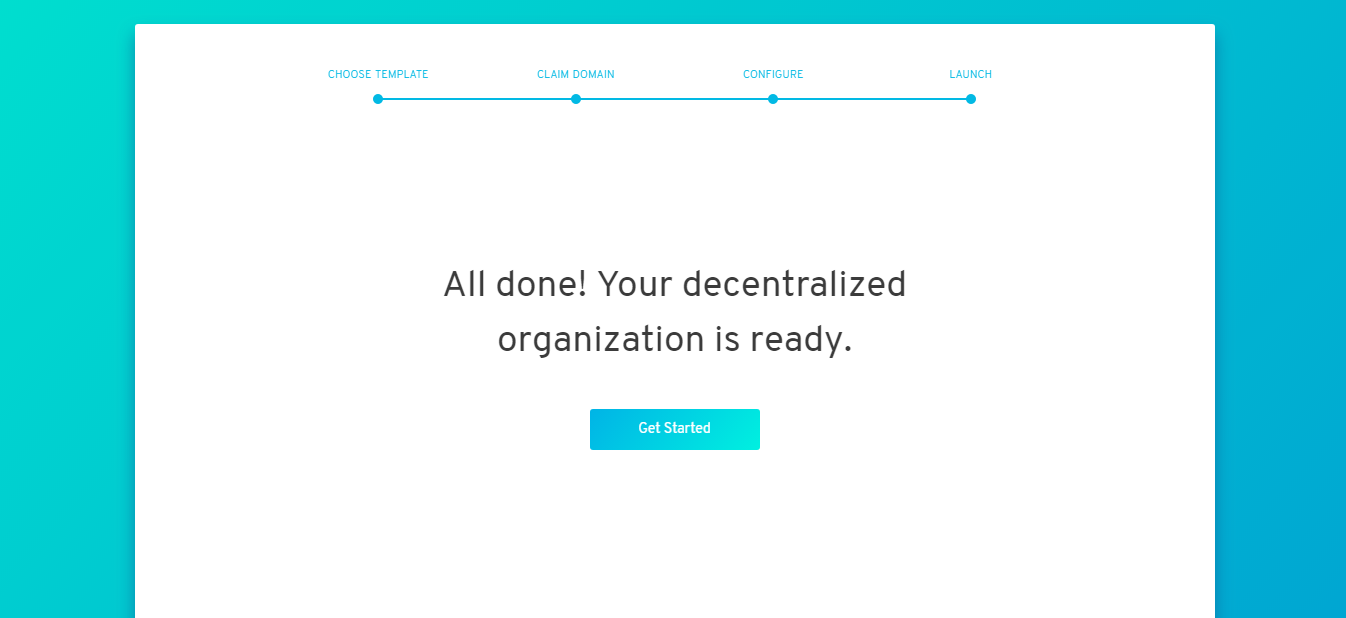 CHOOSE TEMPLATE CLAIM DOMAIN CONFIGURE LAUNCH
All done! Your decentralized
organization is ready.
Get Started